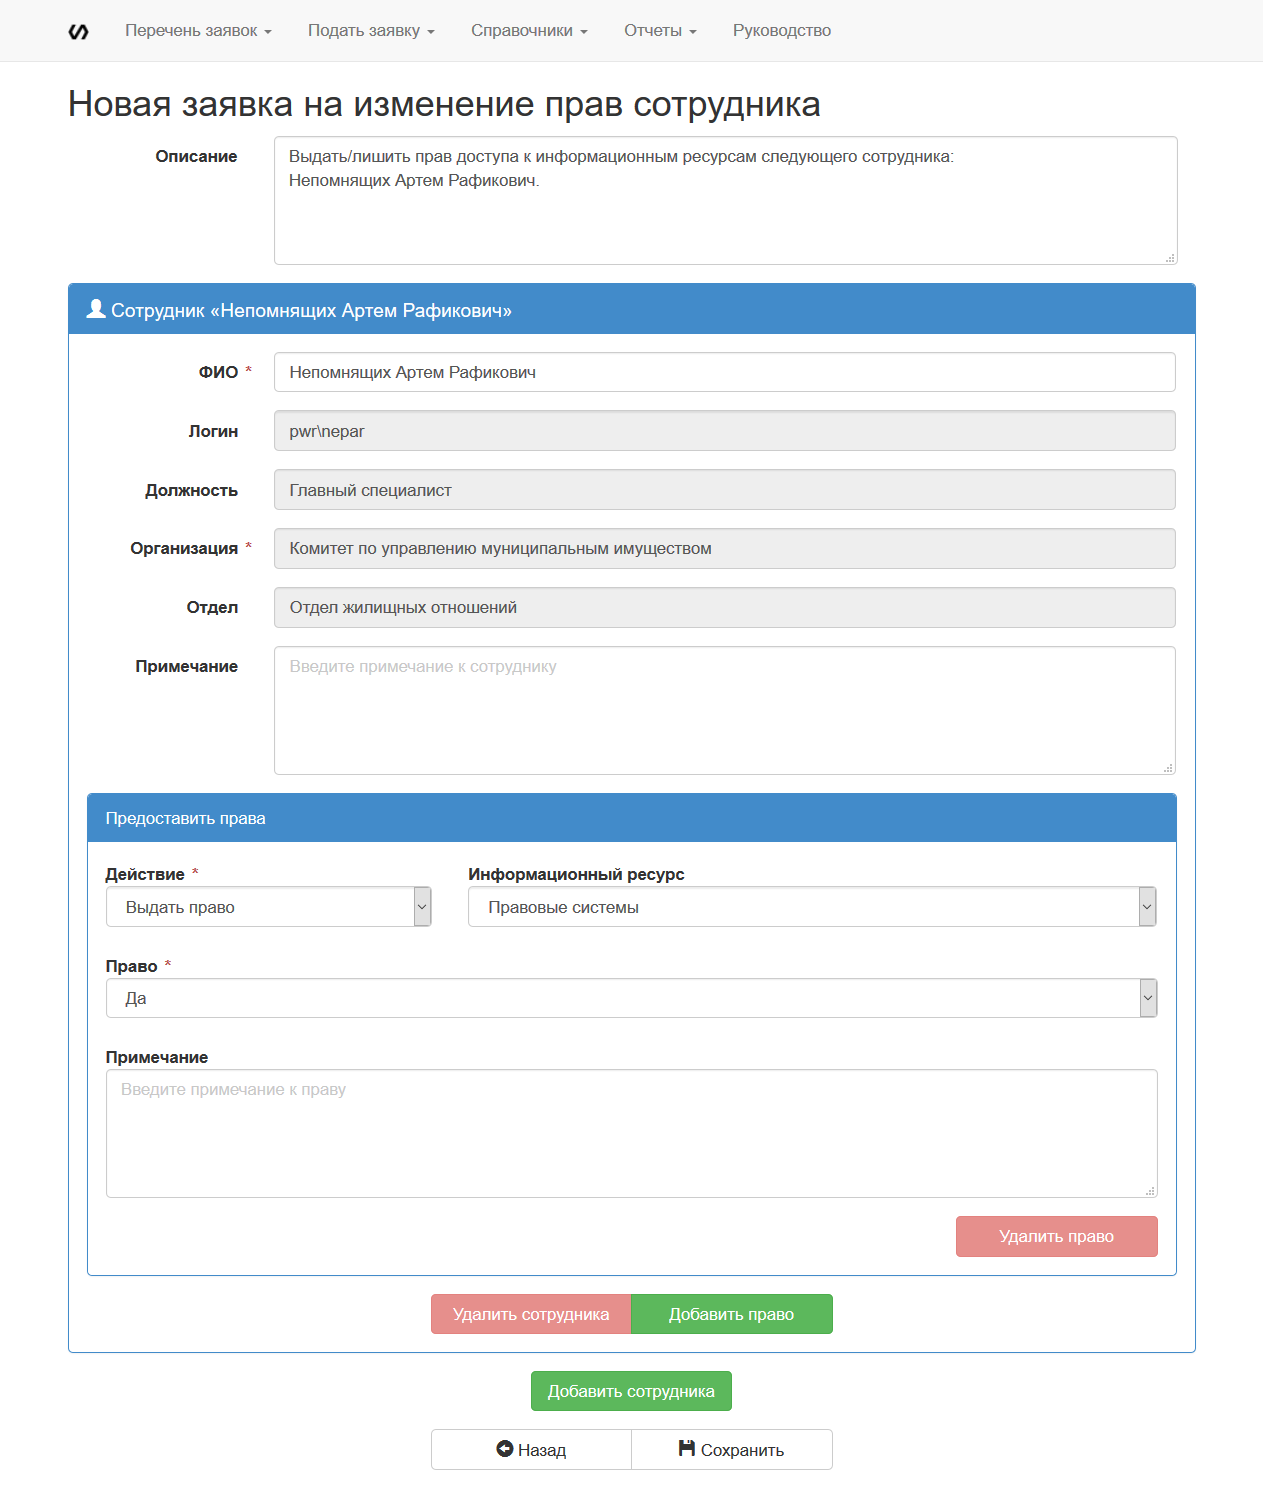 Перечень заявок Подать заявку Справочники Отчеты Руководство
Новая заявка на изменение прав сотрудника
Описание
Выдать/лишить прав доступа к информационным ресурсам следующего сотрудника:
Непомнящих Артем Рафикович.
Сотрудник «Непомнящих Артем Рафикович»
ФИО * Непомнящих Артем Рафикович
Логин pwr\nepar
Должность Главный специалист
Организация * Комитет по управлению муниципальным имуществом
Отдел Отдел жилищных отношений
Примечание Введите примечание к сотруднику
Предоставить права
Действие * Информационный ресурс
Выдать право Правовые системы
Право *
Да
Примечание
Введите примечание к праву
Удалить право
Удалить сотрудника Добавить право
Добавить сотрудника
Назад Сохранить